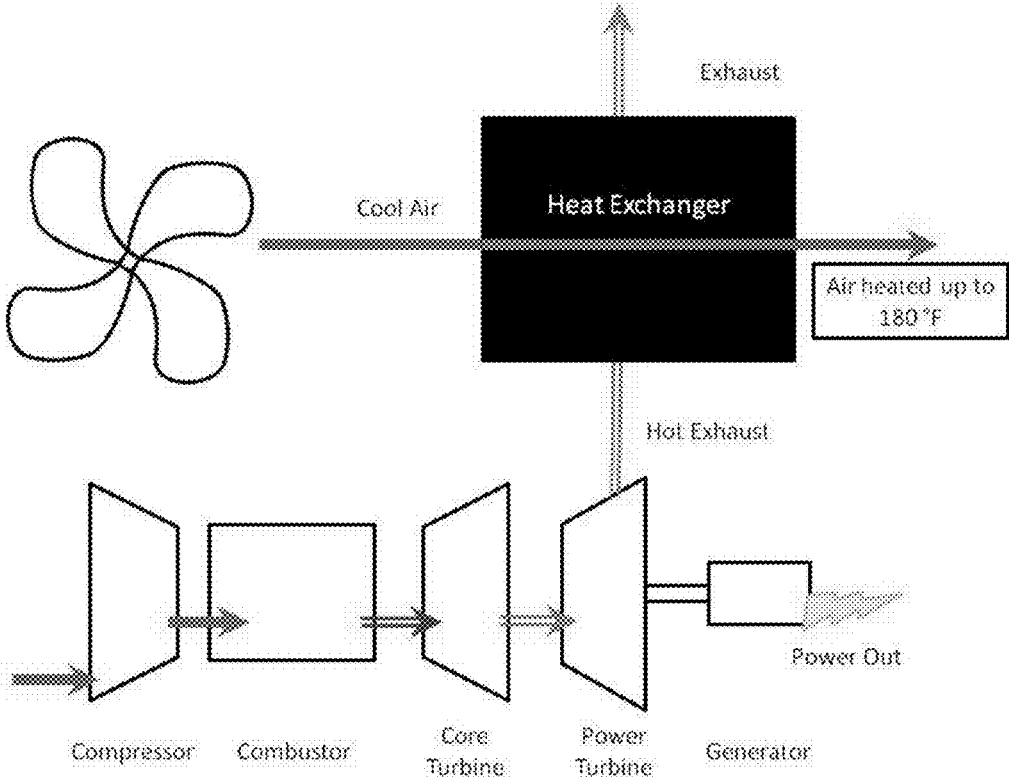 Exhaust
Cool Air
Heat Exchanger
Air heated up to
180 °F
Hot Exhaust
Power Out
Compressor
Combustor
Core
Turbine
Power
Turbine
Generator